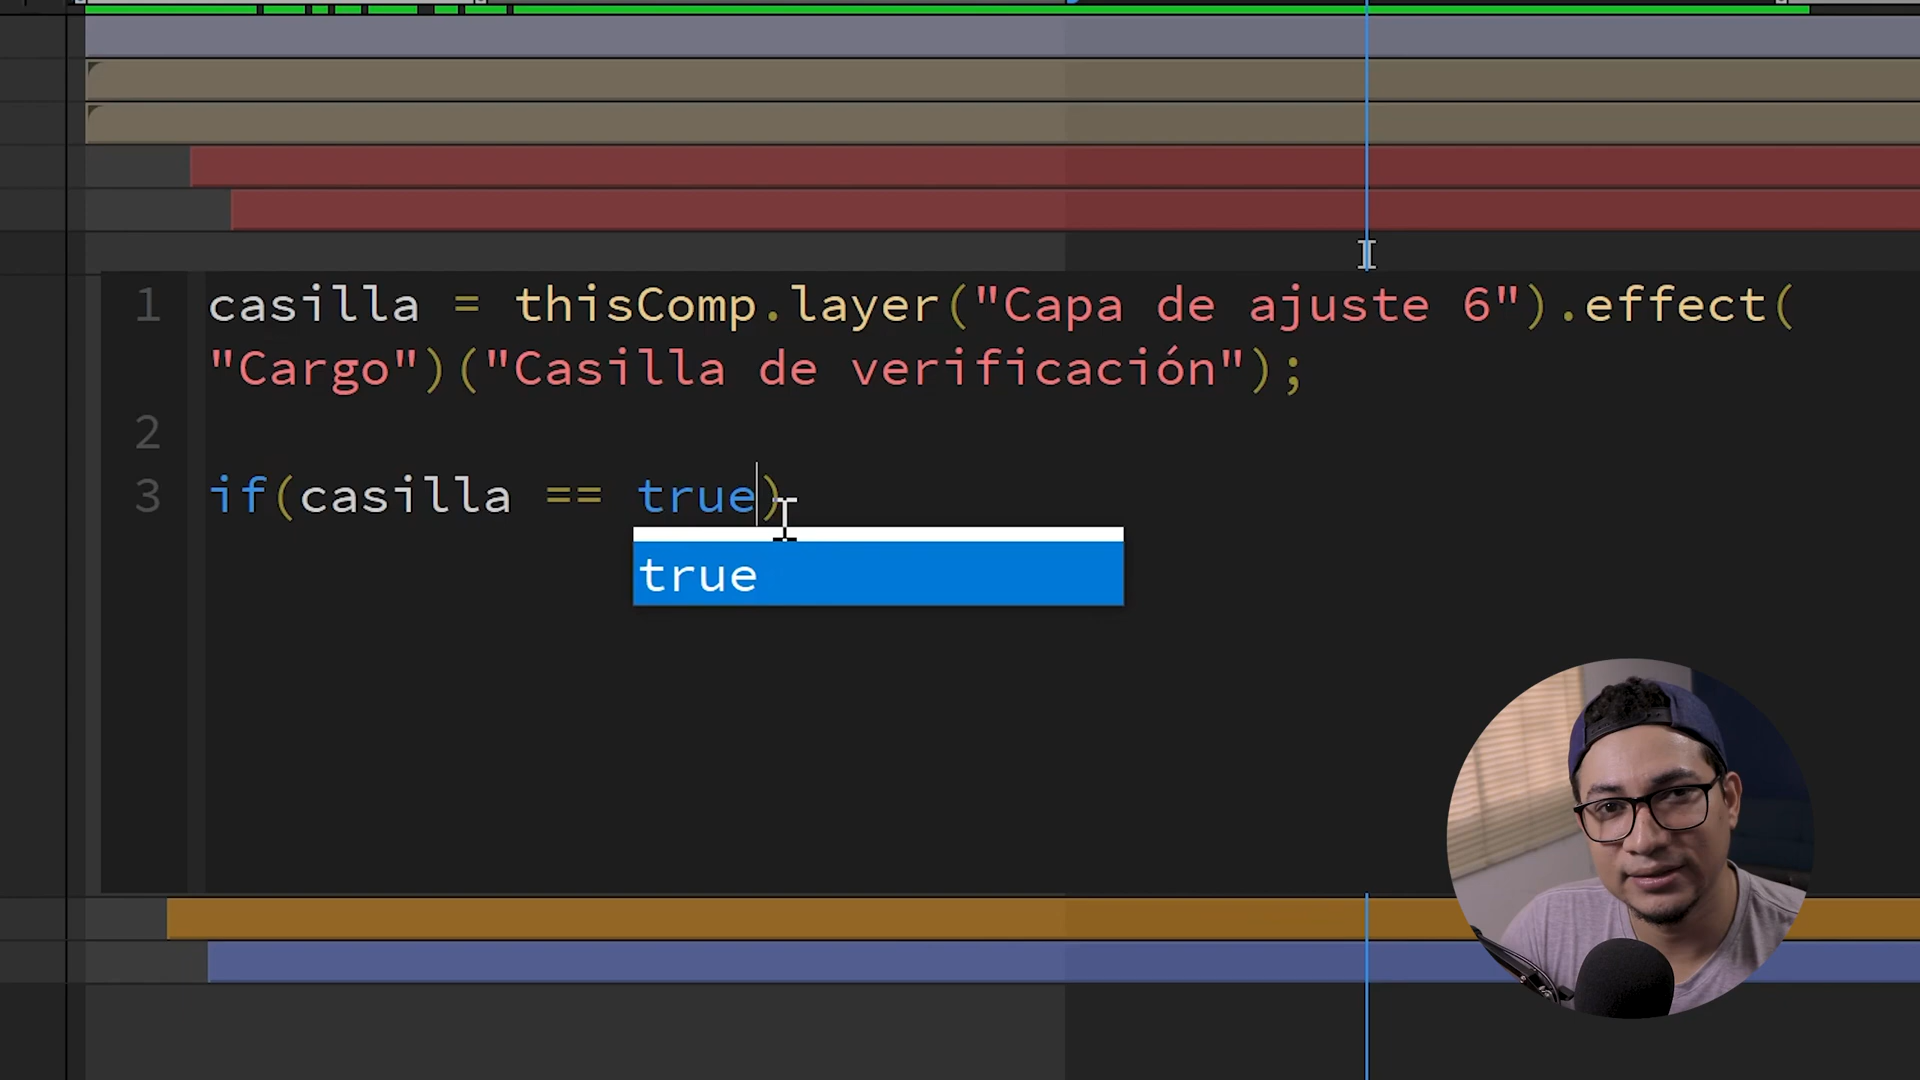 1 casilla = thisComp.layer("Capa de ajuste 6").effect(
"Cargo")("Casilla de verificación");
2
3 if(casilla == true)
true